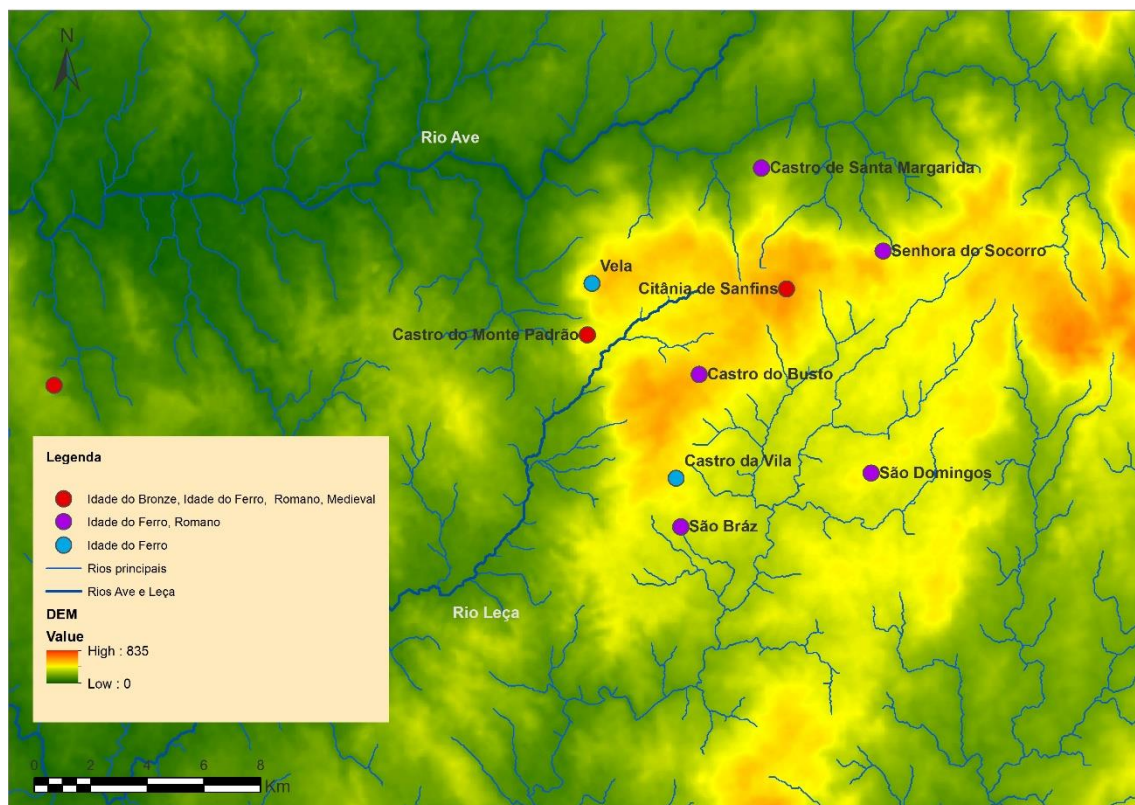 N
Rio Ave
Castro de Santa Margarida
Senhora do Socorro
Vela
Citânia de Sanfins
Castro do Monte Padrão
Castro do Busto
Castro da Vila
São Domingos
São Bráz
Rio Leça
Legenda
Idade do Bronze, Idade do Ferro, Romano, Medieval
Idade do Ferro, Romano
Idade do Ferro
Rios principais
Rios Ave e Leça
DEM
Value
High : 835
Low : 0
0 2 4 6 8
Km